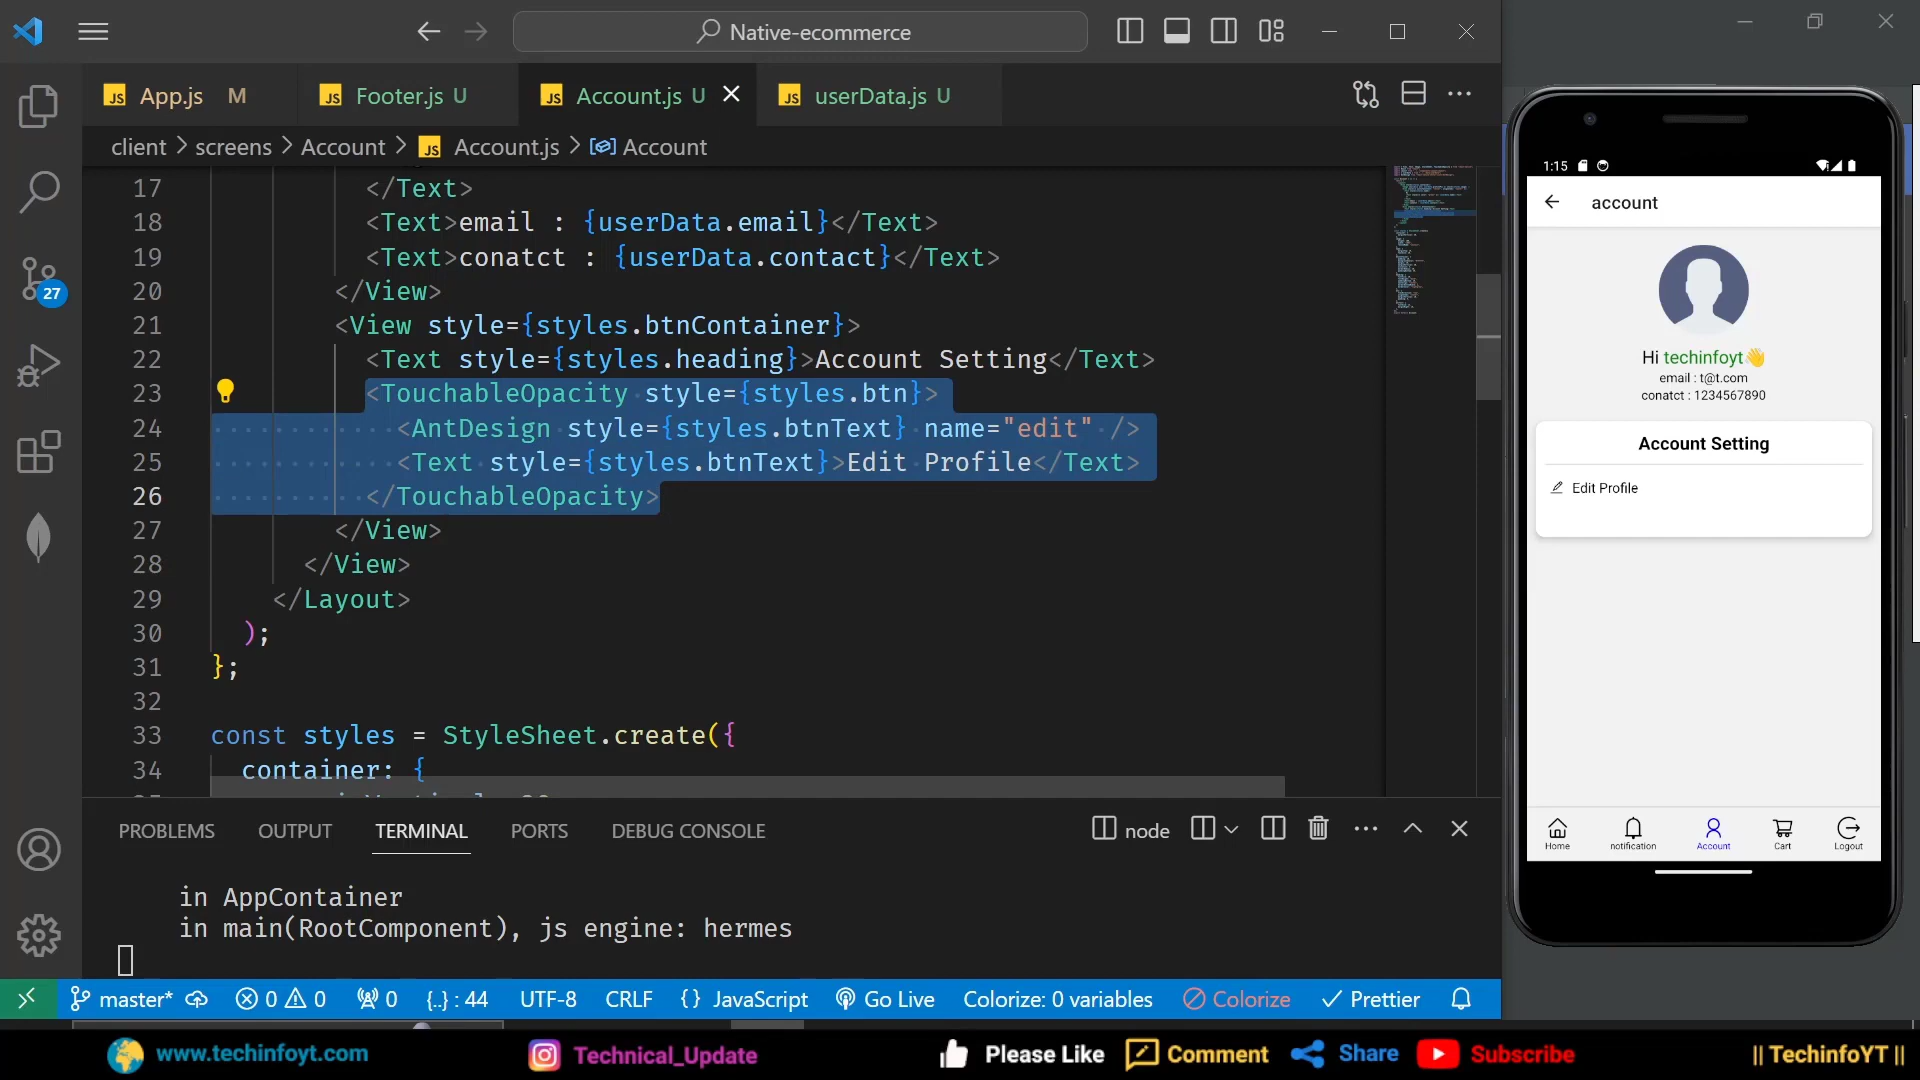 Native-ecommerce
App.js M
Footer.js U
Account.js U
userData.js U
client > screens > Account > JS Account.js > Account
17 </Text>
18 <Text>email : {userData.email}</Text>
19 <Text>conatct : {userData.contact}</Text>
20 </View>
21 <View style={styles.btnContainer}>
22 <Text style={styles.heading}>Account Setting</Text>
23 <TouchableOpacity style={styles.btn}>
24 <AntDesign style={styles.btnText} name="edit" />
25 <Text style={styles.btnText}>Edit Profile</Text>
26 </TouchableOpacity>
27 </View>
28 </View>
29 </Layout>
30 );
31 };
32
33 const styles = StyleSheet.create({
34 container: {
27
PROBLEMS OUTPUT TERMINAL PORTS DEBUG CONSOLE
node
in AppContainer
in main(RootComponent), js engine: hermes
master* 0 0 0 {..} : 44 UTF-8 CRLF {} JavaScript Go Live Colorize: 0 variables Colorize Prettier
1:15
account
Hi techinfoyt👋
email : t@t.com
conatct : 1234567890
Account Setting
Edit Profile
Home notification Account Cart Logout
www.techinfoyt.com Technical_Update Please Like Comment Share Subscribe || TechinfoYT ||